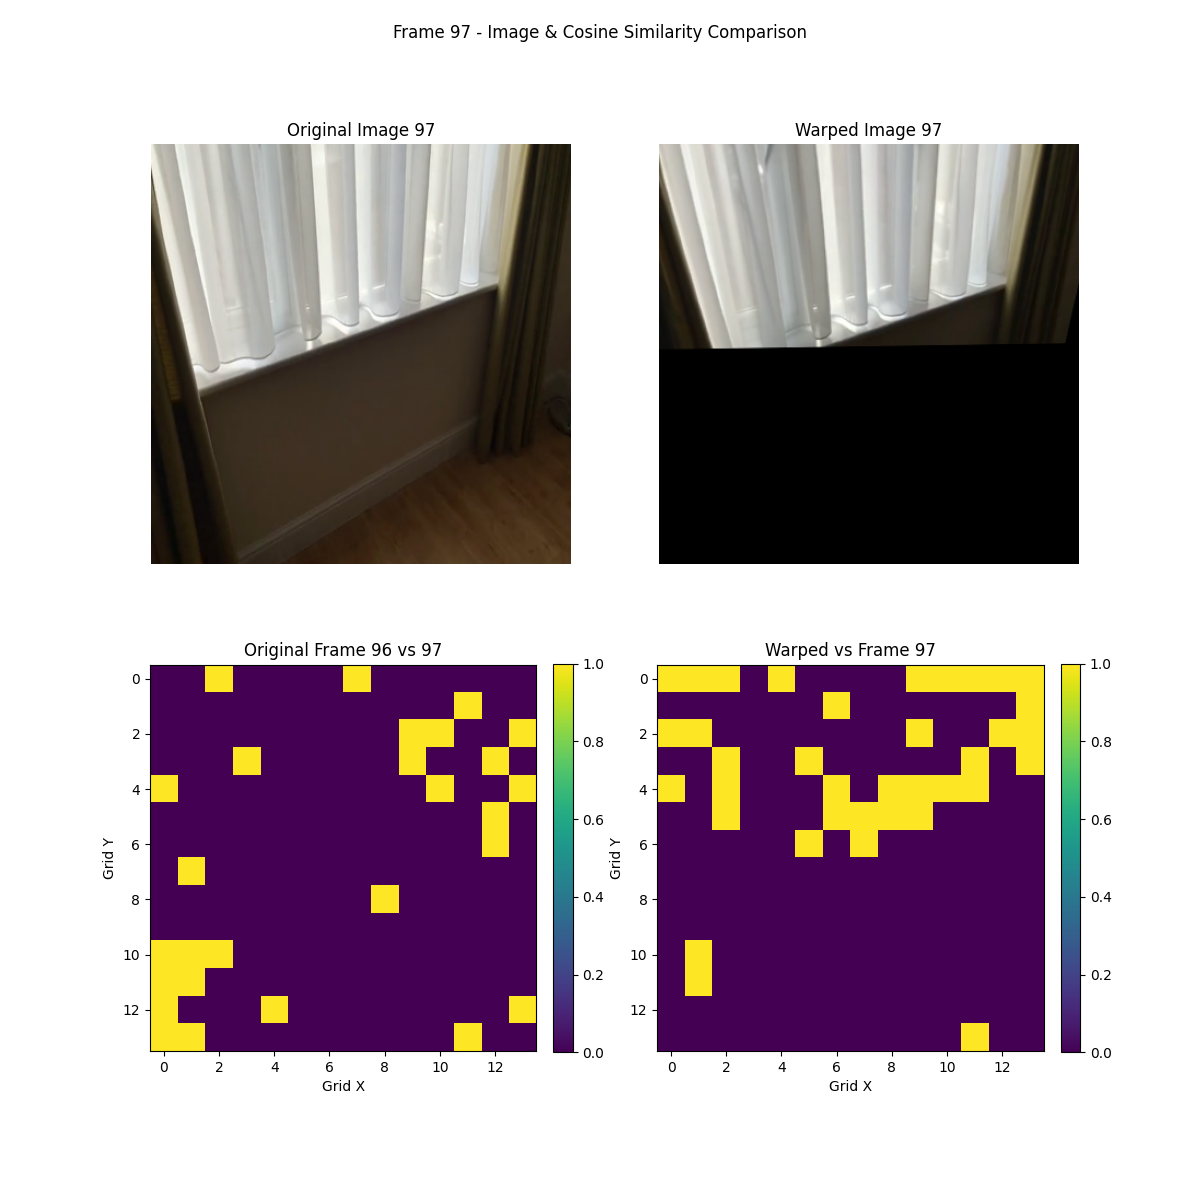 Frame 97 - Image & Cosine Similarity Comparison
Original Image 97
Warped Image 97
Original Frame 96 vs 97
Warped vs Frame 97
0
2
4
6
8
10
12
Grid Y
0 2 4 6 8 10 12
Grid X
1.0
0.8
0.6
0.4
0.2
0.0
0
2
4
6
8
10
12
Grid Y
0 2 4 6 8 10 12
Grid X
1.0
0.8
0.6
0.4
0.2
0.0